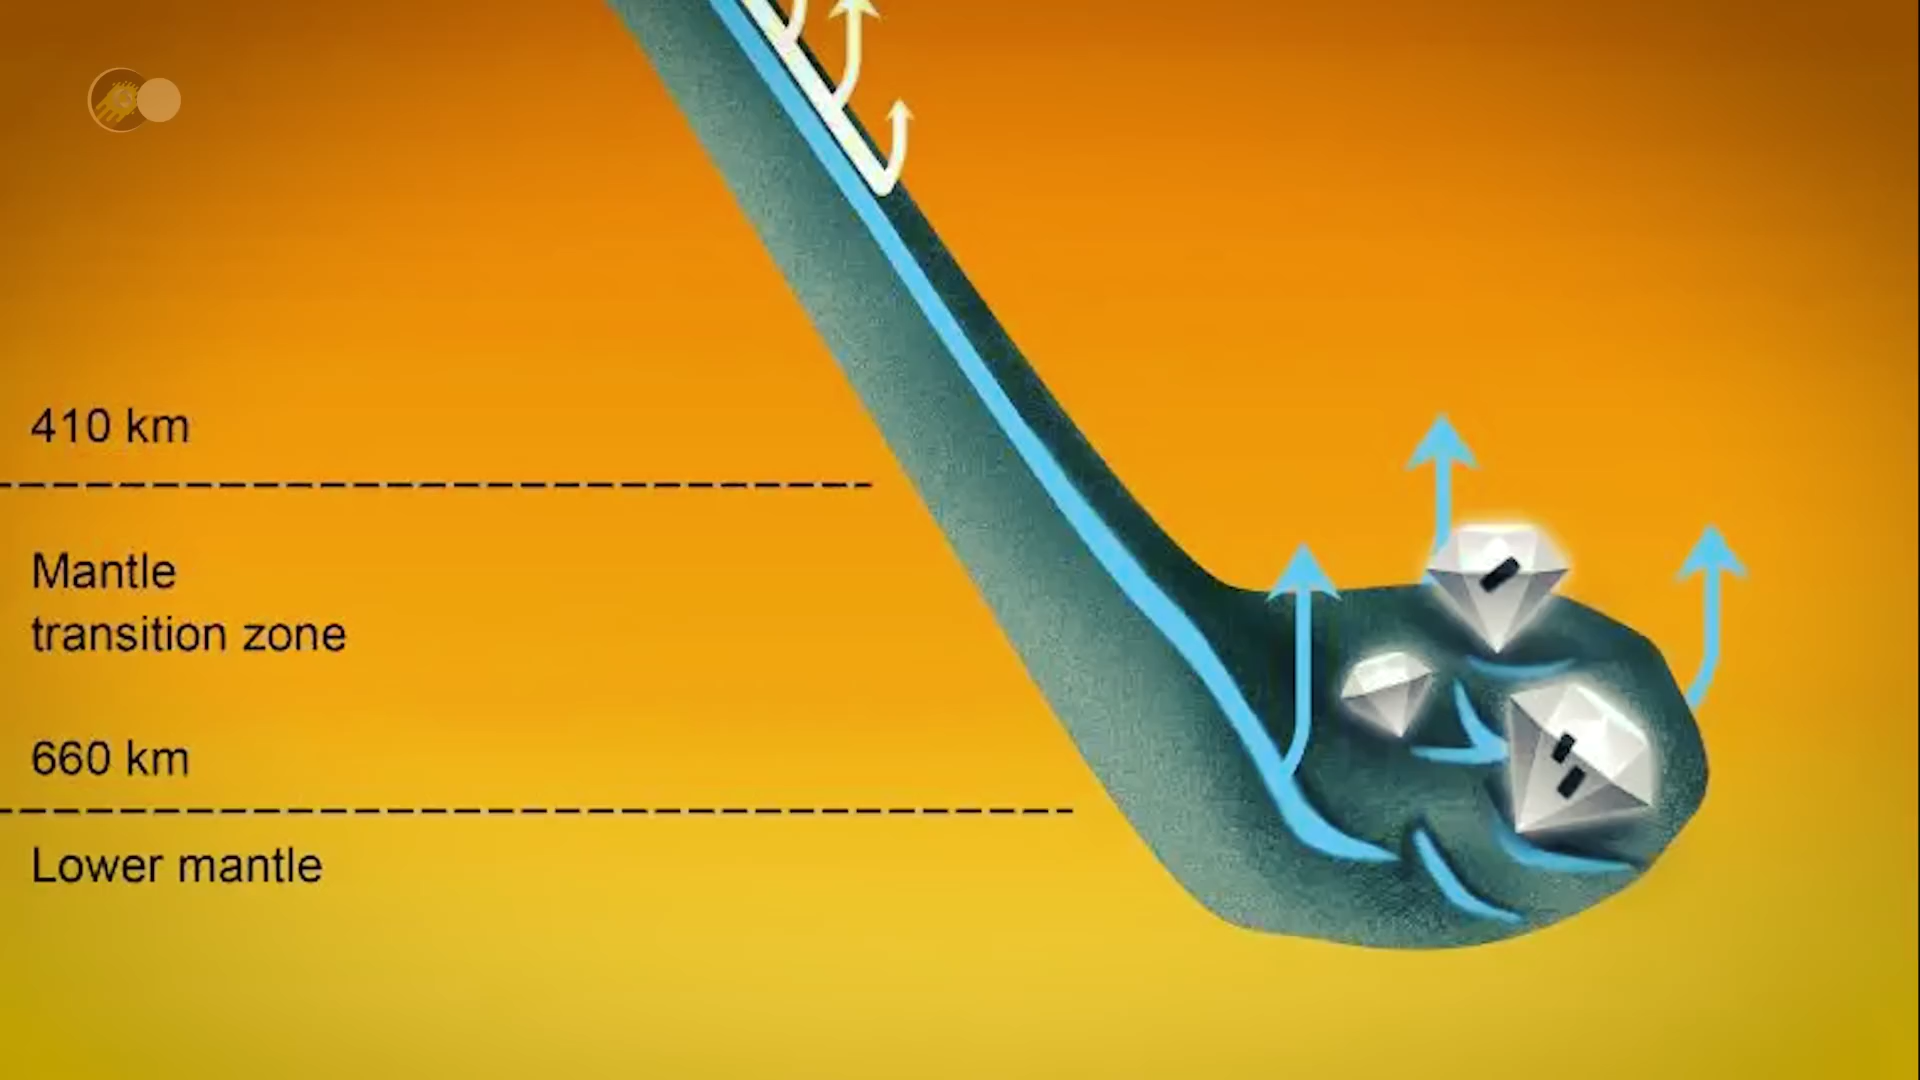 410 km
Mantle
transition zone
660 km
Lower mantle